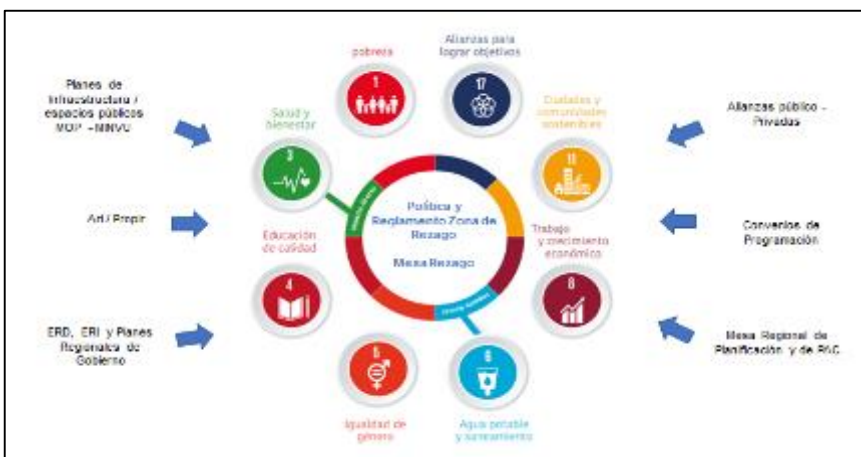 Planes de
Infraestructura /
espacios públicos
MOP - MINVU
Ari / Propir
ERD, ERI y Planes
Regionales de
Gobierno
pobreza
1
Alianzas para
lograr objetivos
17
Salud y
bienestar
3
Ciudades y
comunidades
sostenibles
11
Política y
Reglamento Zona de
Rezago
Mesa Rezago
Educación
de calidad
4
Trabajo
y crecimiento
económico
8
5
Igualdad de
género
6
Agua potable
y saneamiento
Alianzas público -
Privadas
Convenios de
Programación
Mesa Regional de
Planificación y de PAC